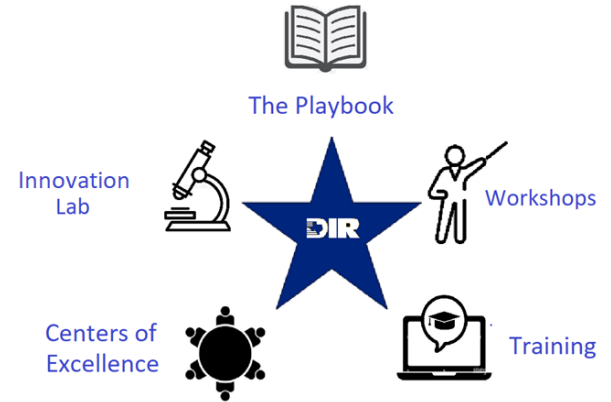 The Playbook
Innovation
Lab
Workshops
DIR
Centers of
Excellence
Training